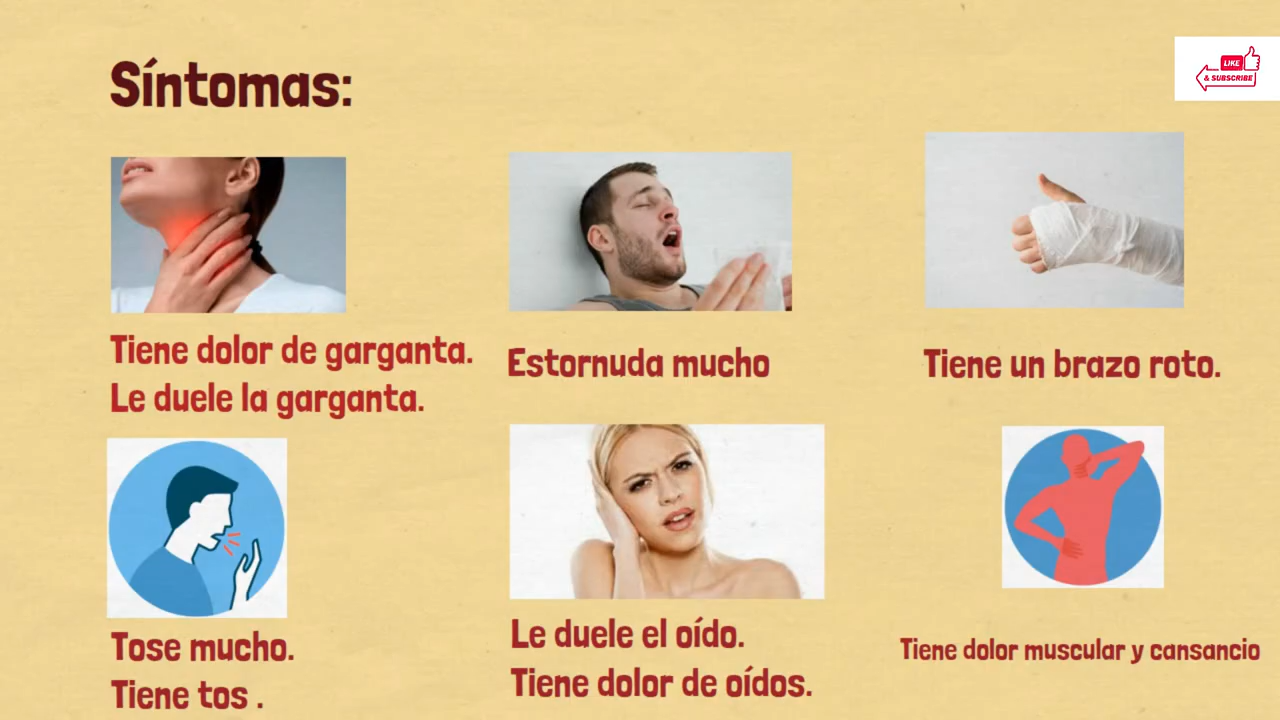 Síntomas:
LIKE
& SUBSCRIBE
Tiene dolor de garganta.
Le duele la garganta.
Estornuda mucho
Tiene un brazo roto.
Tose mucho.
Tiene tos .
Le duele el oído.
Tiene dolor de oídos.
Tiene dolor muscular y cansancio